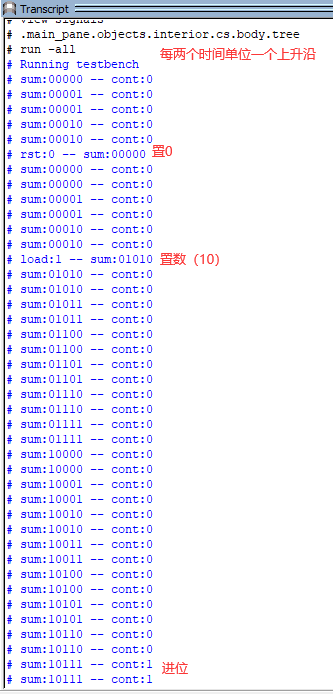 Transcript
# view signals
# .main_pane.objects.interior.cs.body.tree
# run -all
每两个时间单位一个上升沿
# Running testbench
# sum:00000 -- cont:0
# sum:00001 -- cont:0
# sum:00001 -- cont:0
# sum:00010 -- cont:0
# sum:00010 -- cont:0
# rst:0 -- sum:00000 置0
# sum:00000 -- cont:0
# sum:00000 -- cont:0
# sum:00001 -- cont:0
# sum:00001 -- cont:0
# sum:00010 -- cont:0
# sum:00010 -- cont:0
# load:1 -- sum:01010 置数（10）
# sum:01010 -- cont:0
# sum:01010 -- cont:0
# sum:01011 -- cont:0
# sum:01011 -- cont:0
# sum:01100 -- cont:0
# sum:01100 -- cont:0
# sum:01101 -- cont:0
# sum:01101 -- cont:0
# sum:01110 -- cont:0
# sum:01110 -- cont:0
# sum:01111 -- cont:0
# sum:01111 -- cont:0
# sum:10000 -- cont:0
# sum:10000 -- cont:0
# sum:10001 -- cont:0
# sum:10001 -- cont:0
# sum:10010 -- cont:0
# sum:10010 -- cont:0
# sum:10011 -- cont:0
# sum:10011 -- cont:0
# sum:10100 -- cont:0
# sum:10100 -- cont:0
# sum:10101 -- cont:0
# sum:10101 -- cont:0
# sum:10110 -- cont:0
# sum:10110 -- cont:0
# sum:10111 -- cont:1 进位
# sum:10111 -- cont:1